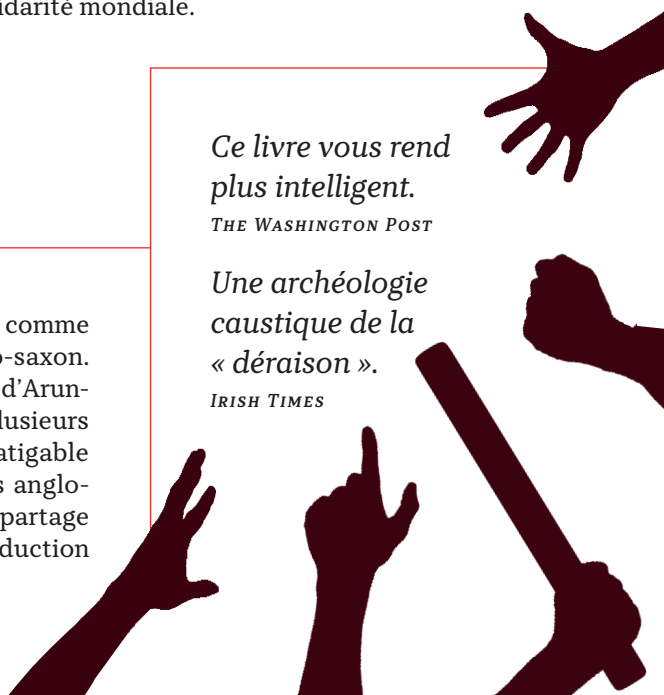 idarité mondiale.
Ce livre vous rend
plus intelligent.
The Washington Post
Une archéologie
caustique de la
« déraison ».
Irish Times
comme
-saxon.
d’Arun-
lusieurs
atigable
s anglo-
partage
duction